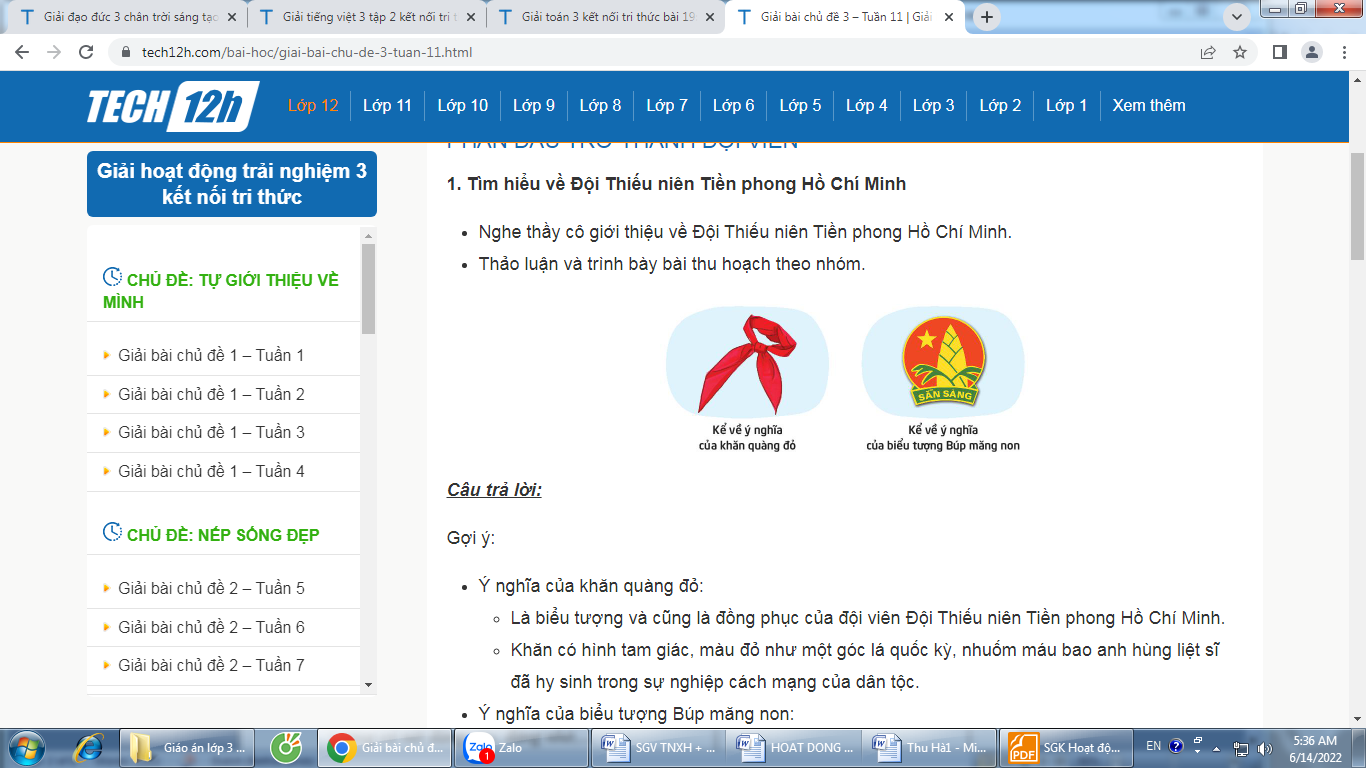 Giải đạo đức 3 chân trời sáng tạo
Giải tiếng việt 3 tập 2 kết nối tri t
Giải toán 3 kết nối tri thức bài 19
Giải bài chủ đề 3 – Tuần 11 | Giải
tech12h.com/bai-hoc/giai-bai-chu-de-3-tuan-11.html
TECH 12h
Lớp 12 Lớp 11 Lớp 10 Lớp 9 Lớp 8 Lớp 7 Lớp 6 Lớp 5 Lớp 4 Lớp 3 Lớp 2 Lớp 1 Xem thêm
Giải hoạt động trải nghiệm 3
kết nối tri thức
CHỦ ĐỀ: TỰ GIỚI THIỆU VỀ
MÌNH
Giải bài chủ đề 1 – Tuần 1
Giải bài chủ đề 1 – Tuần 2
Giải bài chủ đề 1 – Tuần 3
Giải bài chủ đề 1 – Tuần 4
CHỦ ĐỀ: NẾP SỐNG ĐẸP
Giải bài chủ đề 2 – Tuần 5
Giải bài chủ đề 2 – Tuần 6
Giải bài chủ đề 2 – Tuần 7
1. Tìm hiểu về Đội Thiếu niên Tiền phong Hồ Chí Minh
Nghe thầy cô giới thiệu về Đội Thiếu niên Tiền phong Hồ Chí Minh.
Thảo luận và trình bày bài thu hoạch theo nhóm.
SẴN SÀNG
Kể về ý nghĩa
của khăn quàng đỏ
Kể về ý nghĩa
của biểu tượng Búp măng non
Câu trả lời:
Gợi ý:
Ý nghĩa của khăn quàng đỏ:
Là biểu tượng và cũng là đồng phục của đội viên Đội Thiếu niên Tiền phong Hồ Chí Minh.
Khăn có hình tam giác, màu đỏ như một góc lá quốc kỳ, nhuốm máu bao anh hùng liệt sĩ
đã hy sinh trong sự nghiệp cách mạng của dân tộc.
Ý nghĩa của biểu tượng Búp măng non:
Giáo án lớp 3 ...
Giải bài chủ đ...
Zalo
1
Zalo
SGV TNXH + ...
HOAT DONG ...
Thu Hà1 - Mi...
PDF
SGK Hoạt độ...
EN
5:36 AM
6/14/2022